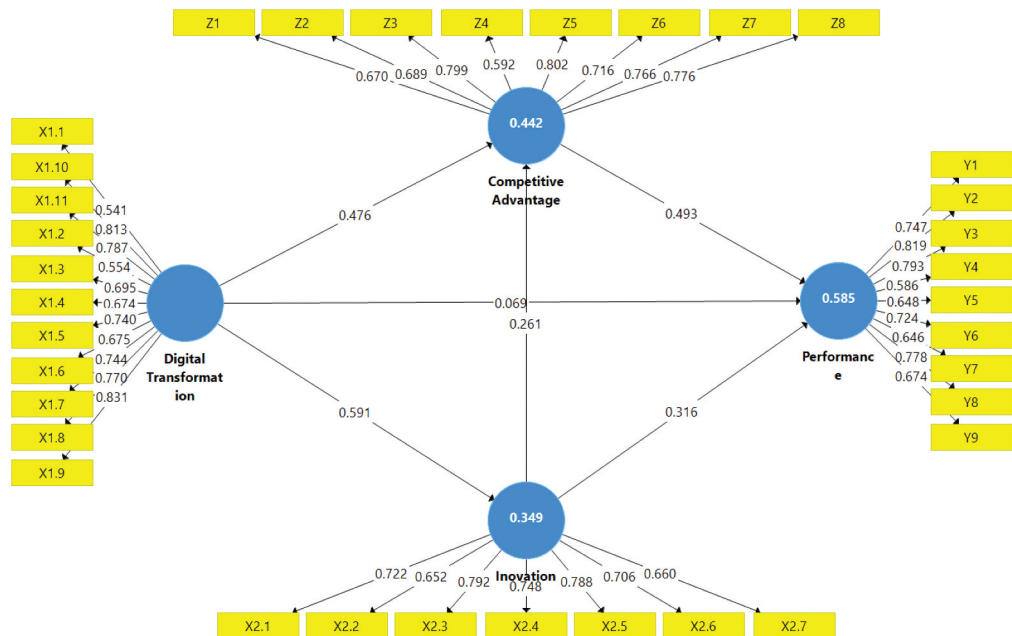 Z1 Z2 Z3 Z4 Z5 Z6 Z7 Z8
0.670 0.689 0.799 0.592 0.802 0.716 0.766 0.776
0.442
Competitive
Advantage
X1.1
X1.10
X1.11
X1.2
X1.3
X1.4
X1.5
X1.6
X1.7
X1.8
X1.9
0.541
0.813
0.787
0.554
0.695
0.674
0.740
0.675
0.744
0.770
0.831
Digital
Transformat
ion
0.476
0.493
0.069
0.261
0.591
0.316
0.585
Performanc
e
0.747
0.819
0.793
0.586
0.648
0.724
0.646
0.778
0.674
Y1
Y2
Y3
Y4
Y5
Y6
Y7
Y8
Y9
0.349
Inovation
0.722 0.652 0.792 0.748 0.788 0.706 0.660
X2.1 X2.2 X2.3 X2.4 X2.5 X2.6 X2.7